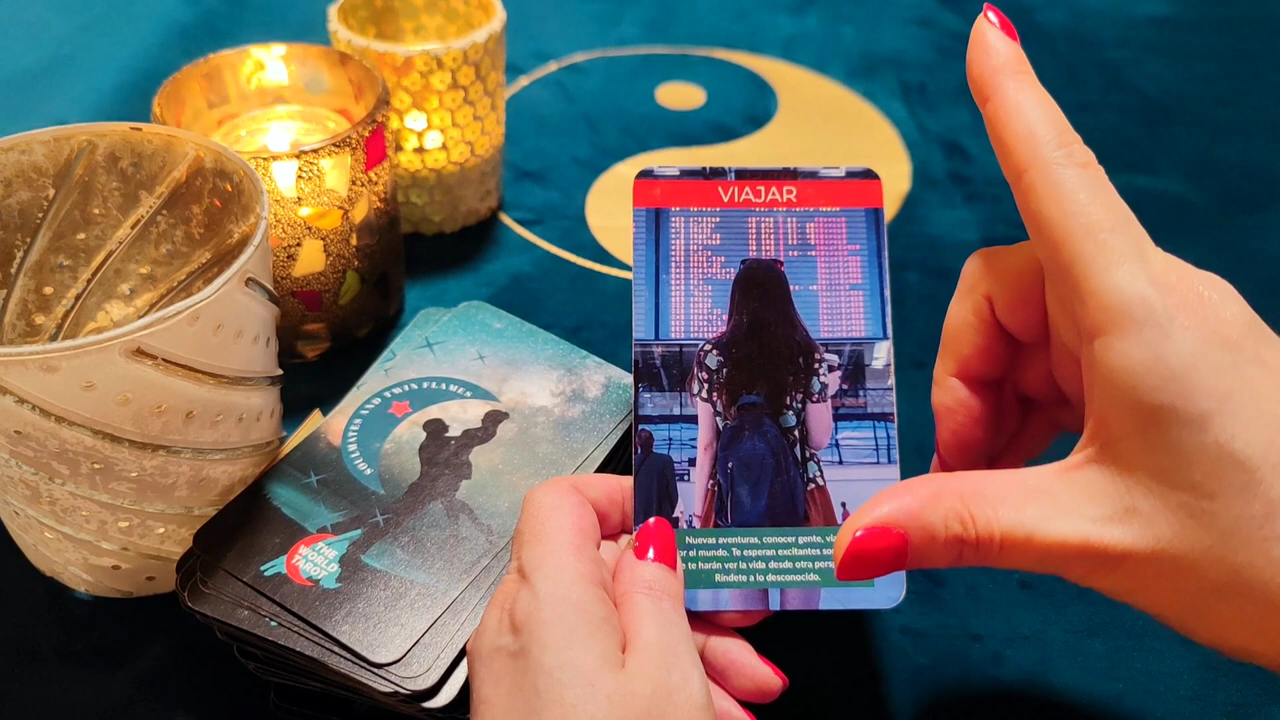 VIAJAR
Nuevas aventuras, conocer gente,
el mundo. Te esperan excitantes
te harán ver la vida desde otra
Ríndete a lo desconocido.
SOULMATES AND TWIN FLAMES
THE
WORLD
TAROT